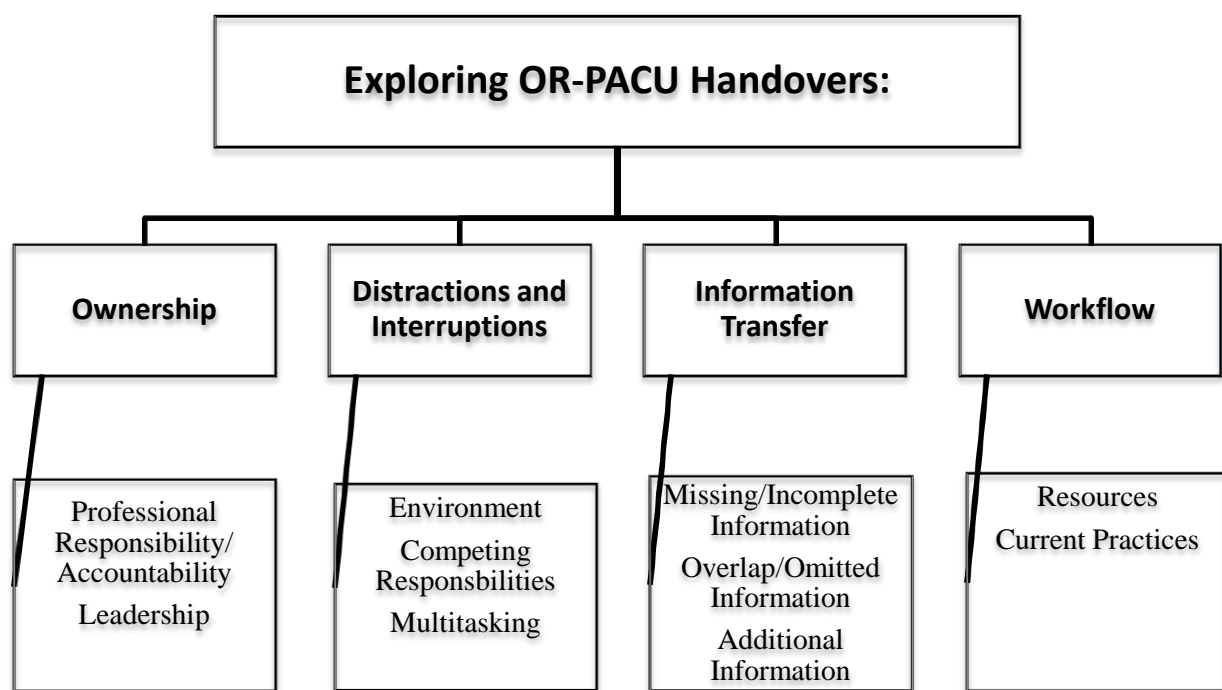 Exploring OR-PACU Handovers:
Ownership
Distractions and
Interruptions
Information
Transfer
Workflow
Professional
Responsibility/
Accountability
Leadership
Environment
Competing
Responsbilities
Multitasking
Missing/Incomplete
Information
Overlap/Omitted
Information
Additional
Information
Resources
Current Practices